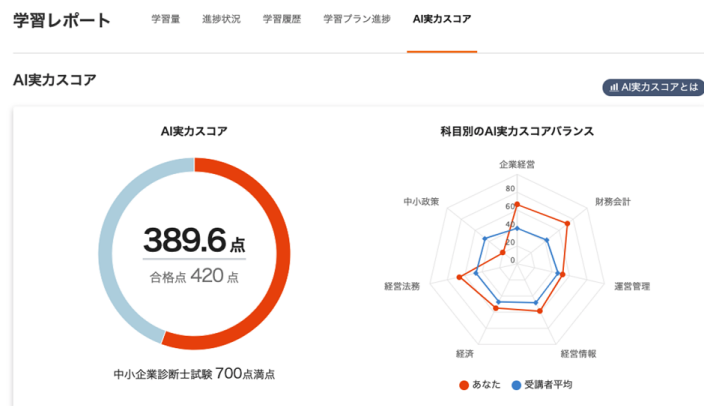 学習レポート 学習量 進捗状況 学習履歴 学習プラン進捗 AI実力スコア
AI実力スコア
AI実力スコアとは
AI実力スコア
389.6点
合格点 420 点
中小企業診断士試験 700点満点
科目別のAI実力スコアバランス
企業経営
財務会計
運営管理
経営情報
経済
経営法務
中小政策
80
60
40
20
0
あなた 受講者平均